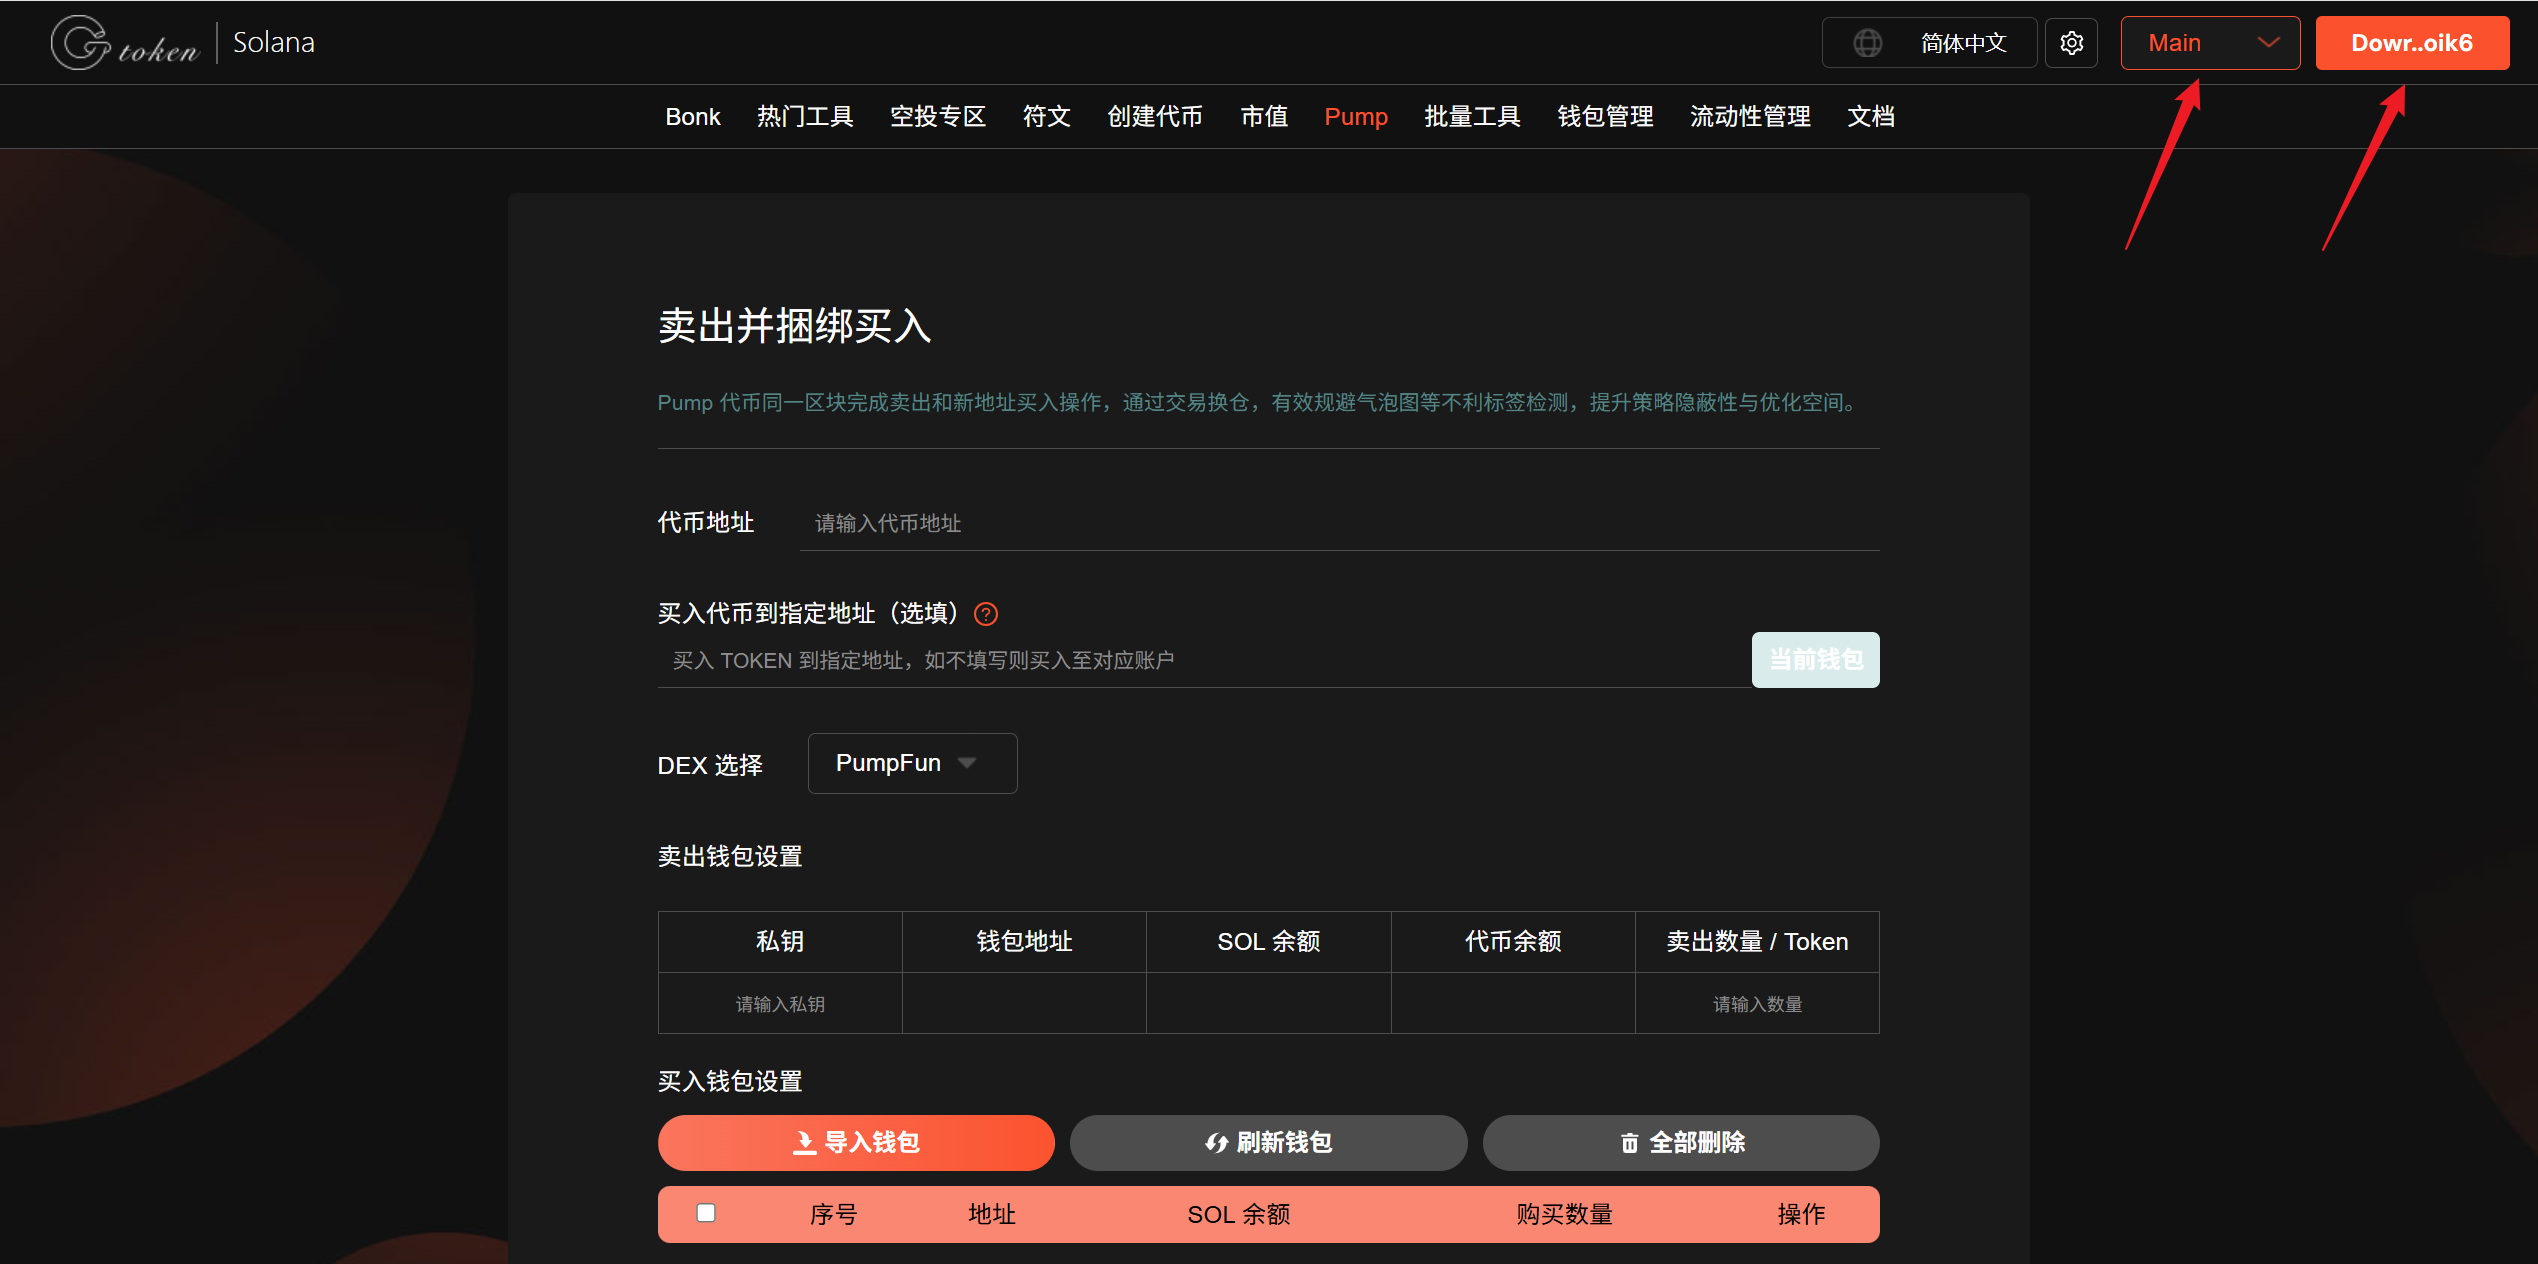 Gtoken | Solana
简体中文
Main
Dowr..oik6
Bonk 热门工具 空投专区 符文 创建代币 市值 Pump 批量工具 钱包管理 流动性管理 文档
卖出并捆绑买入
Pump 代币同一区块完成卖出和新地址买入操作，通过交易换仓，有效规避气泡图等不利标签检测，提升策略隐蔽性与优化空间。
代币地址 请输入代币地址
买入代币到指定地址（选填） ?
买入 TOKEN 到指定地址，如不填写则买入至对应账户 当前钱包
DEX 选择 PumpFun
卖出钱包设置
私钥 钱包地址 SOL 余额 代币余额 卖出数量 / Token
请输入私钥 请输入数量
买入钱包设置
导入钱包 刷新钱包 全部删除
序号 地址 SOL 余额 购买数量 操作